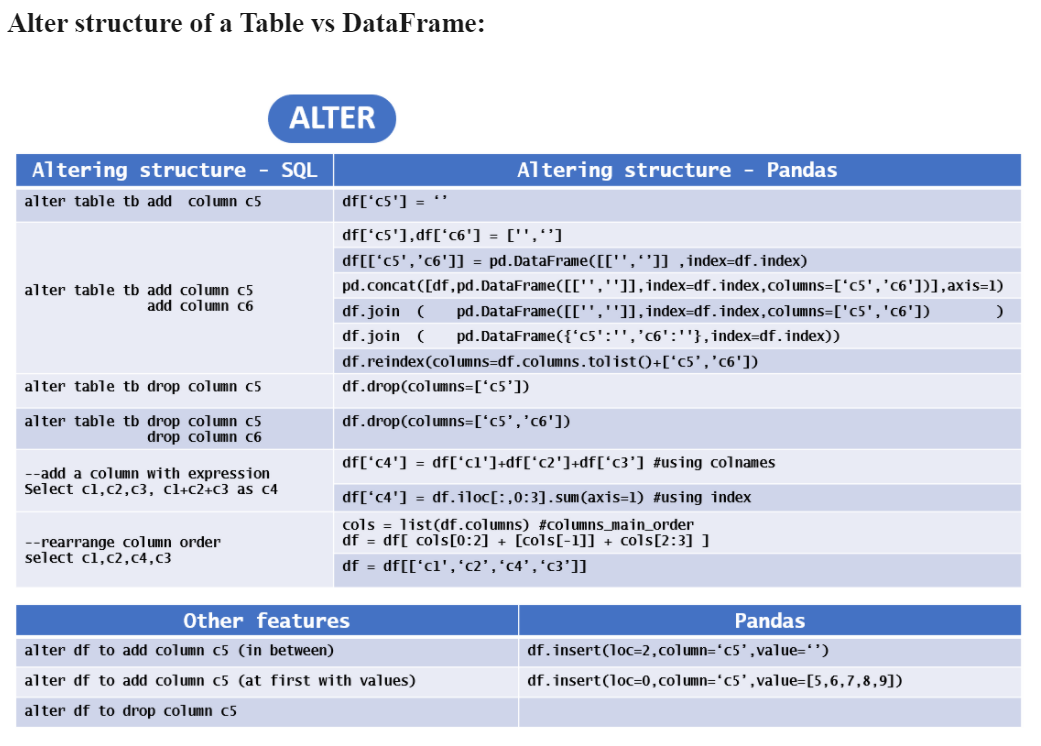 Alter structure of a Table vs DataFrame:
ALTER
Altering structure - SQL
Altering structure - Pandas
alter table tb add  column c5
df[‘c5'] = ‘’
alter table tb add column c5
add column c6
df[‘c5'],df[‘c6'] = ['',‘’]
df[[‘c5’,’c6']] = pd.DataFrame([['',‘’]] ,index=df.index)
pd.concat([df,pd.DataFrame([['','']],index=df.index,columns=[‘c5’,’c6'])],axis=1)
df.join  (    pd.DataFrame([['','']],index=df.index,columns=['c5’,’c6'])        )
df.join  (    pd.DataFrame({‘c5':'',’c6':''},index=df.index))
df.reindex(columns=df.columns.tolist()+[‘c5’,’c6'])
alter table tb drop column c5
df.drop(columns=[‘c5'])
alter table tb drop column c5
drop column c6
df.drop(columns=[‘c5’,’c6'])
--add a column with expression
Select c1,c2,c3, c1+c2+c3 as c4
df[‘c4'] = df[‘c1']+df[‘c2']+df[‘c3’] #using colnames
df[‘c4'] = df.iloc[:,0:3].sum(axis=1) #using index
--rearrange column order
select c1,c2,c4,c3
cols = list(df.columns) #columns_main_order
df = df[ cols[0:2] + [cols[-1]] + cols[2:3] ]
df = df[[‘c1',‘c2’,‘c4’,‘c3’]]
Other features
Pandas
alter df to add column c5 (in between)
df.insert(loc=2,column=‘c5’,value=‘’)
alter df to add column c5 (at first with values)
df.insert(loc=0,column=‘c5’,value=[5,6,7,8,9])
alter df to drop column c5